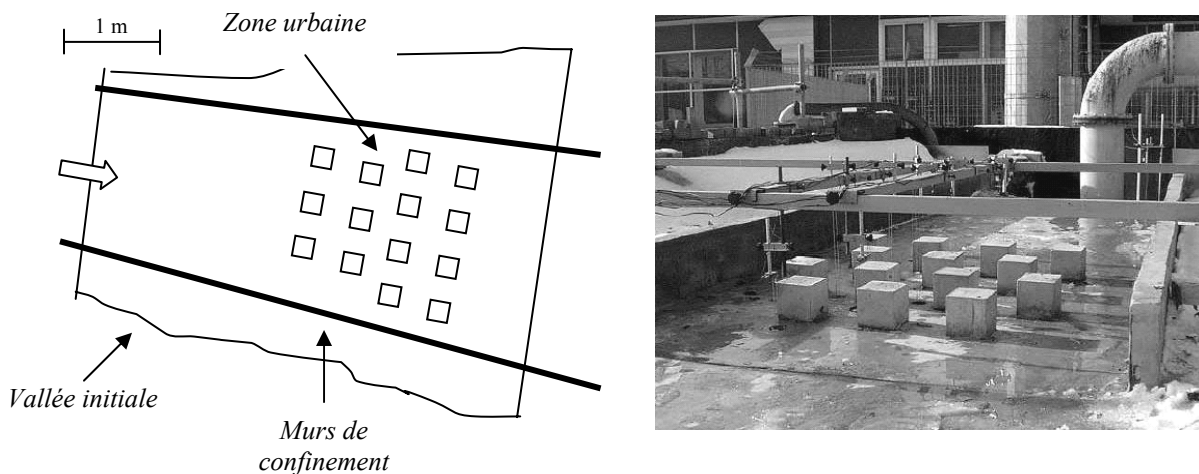 1 m
Zone urbaine
Vallée initiale
Murs de
confinement